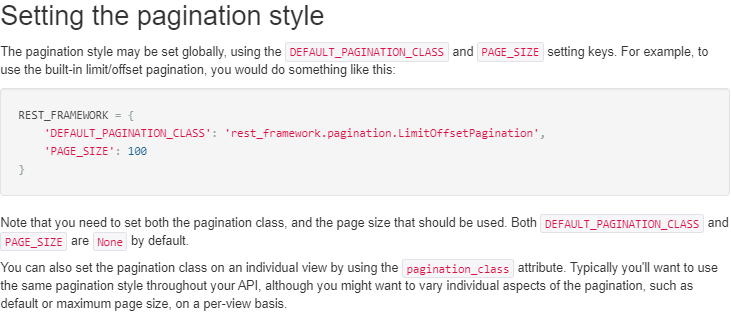 Setting the pagination style
The pagination style may be set globally, using the DEFAULT_PAGINATION_CLASS and PAGE_SIZE setting keys. For example, to
use the built-in limit/offset pagination, you would do something like this:
REST_FRAMEWORK = {
    'DEFAULT_PAGINATION_CLASS': 'rest_framework.pagination.LimitOffsetPagination',
    'PAGE_SIZE': 100
}
Note that you need to set both the pagination class, and the page size that should be used. Both DEFAULT_PAGINATION_CLASS and
PAGE_SIZE are None by default.
You can also set the pagination class on an individual view by using the pagination_class attribute. Typically you'll want to use
the same pagination style throughout your API, although you might want to vary individual aspects of the pagination, such as
default or maximum page size, on a per-view basis.